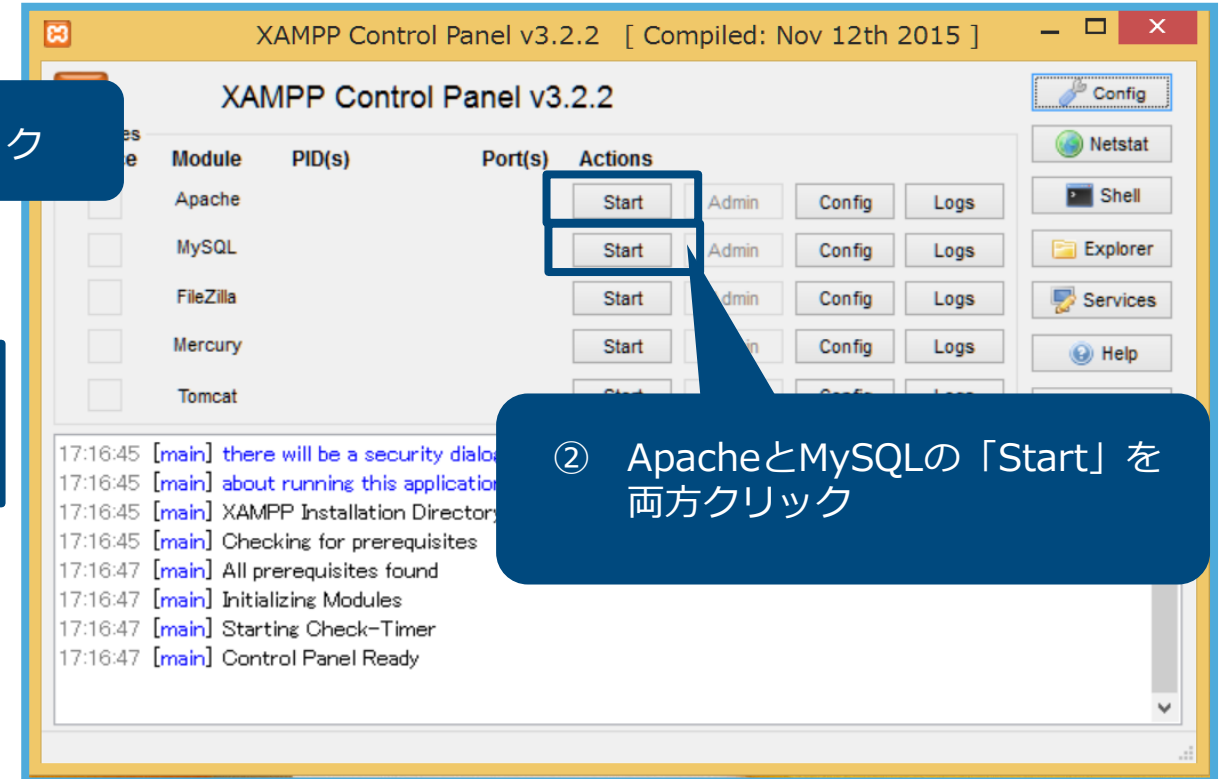 XAMPP Control Panel v3.2.2 [ Compiled: Nov 12th 2015 ]
XAMPP Control Panel v3.2.2
Config
ク
es
e Module PID(s) Port(s) Actions
Netstat
Apache Start Admin Config Logs
Shell
MySQL Start Admin Config Logs
Explorer
FileZilla Start dmin Config Logs
Services
Mercury Start in Config Logs
Help
Tomcat
② ApacheとMySQLの「Start」を
両方クリック
17:16:45 [main] there will be a security dialo
17:16:45 [main] about running this application
17:16:45 [main] XAMPP Installation Directory
17:16:45 [main] Checking for prerequisites
17:16:47 [main] All prerequisites found
17:16:47 [main] Initializing Modules
17:16:47 [main] Starting Check-Timer
17:16:47 [main] Control Panel Ready